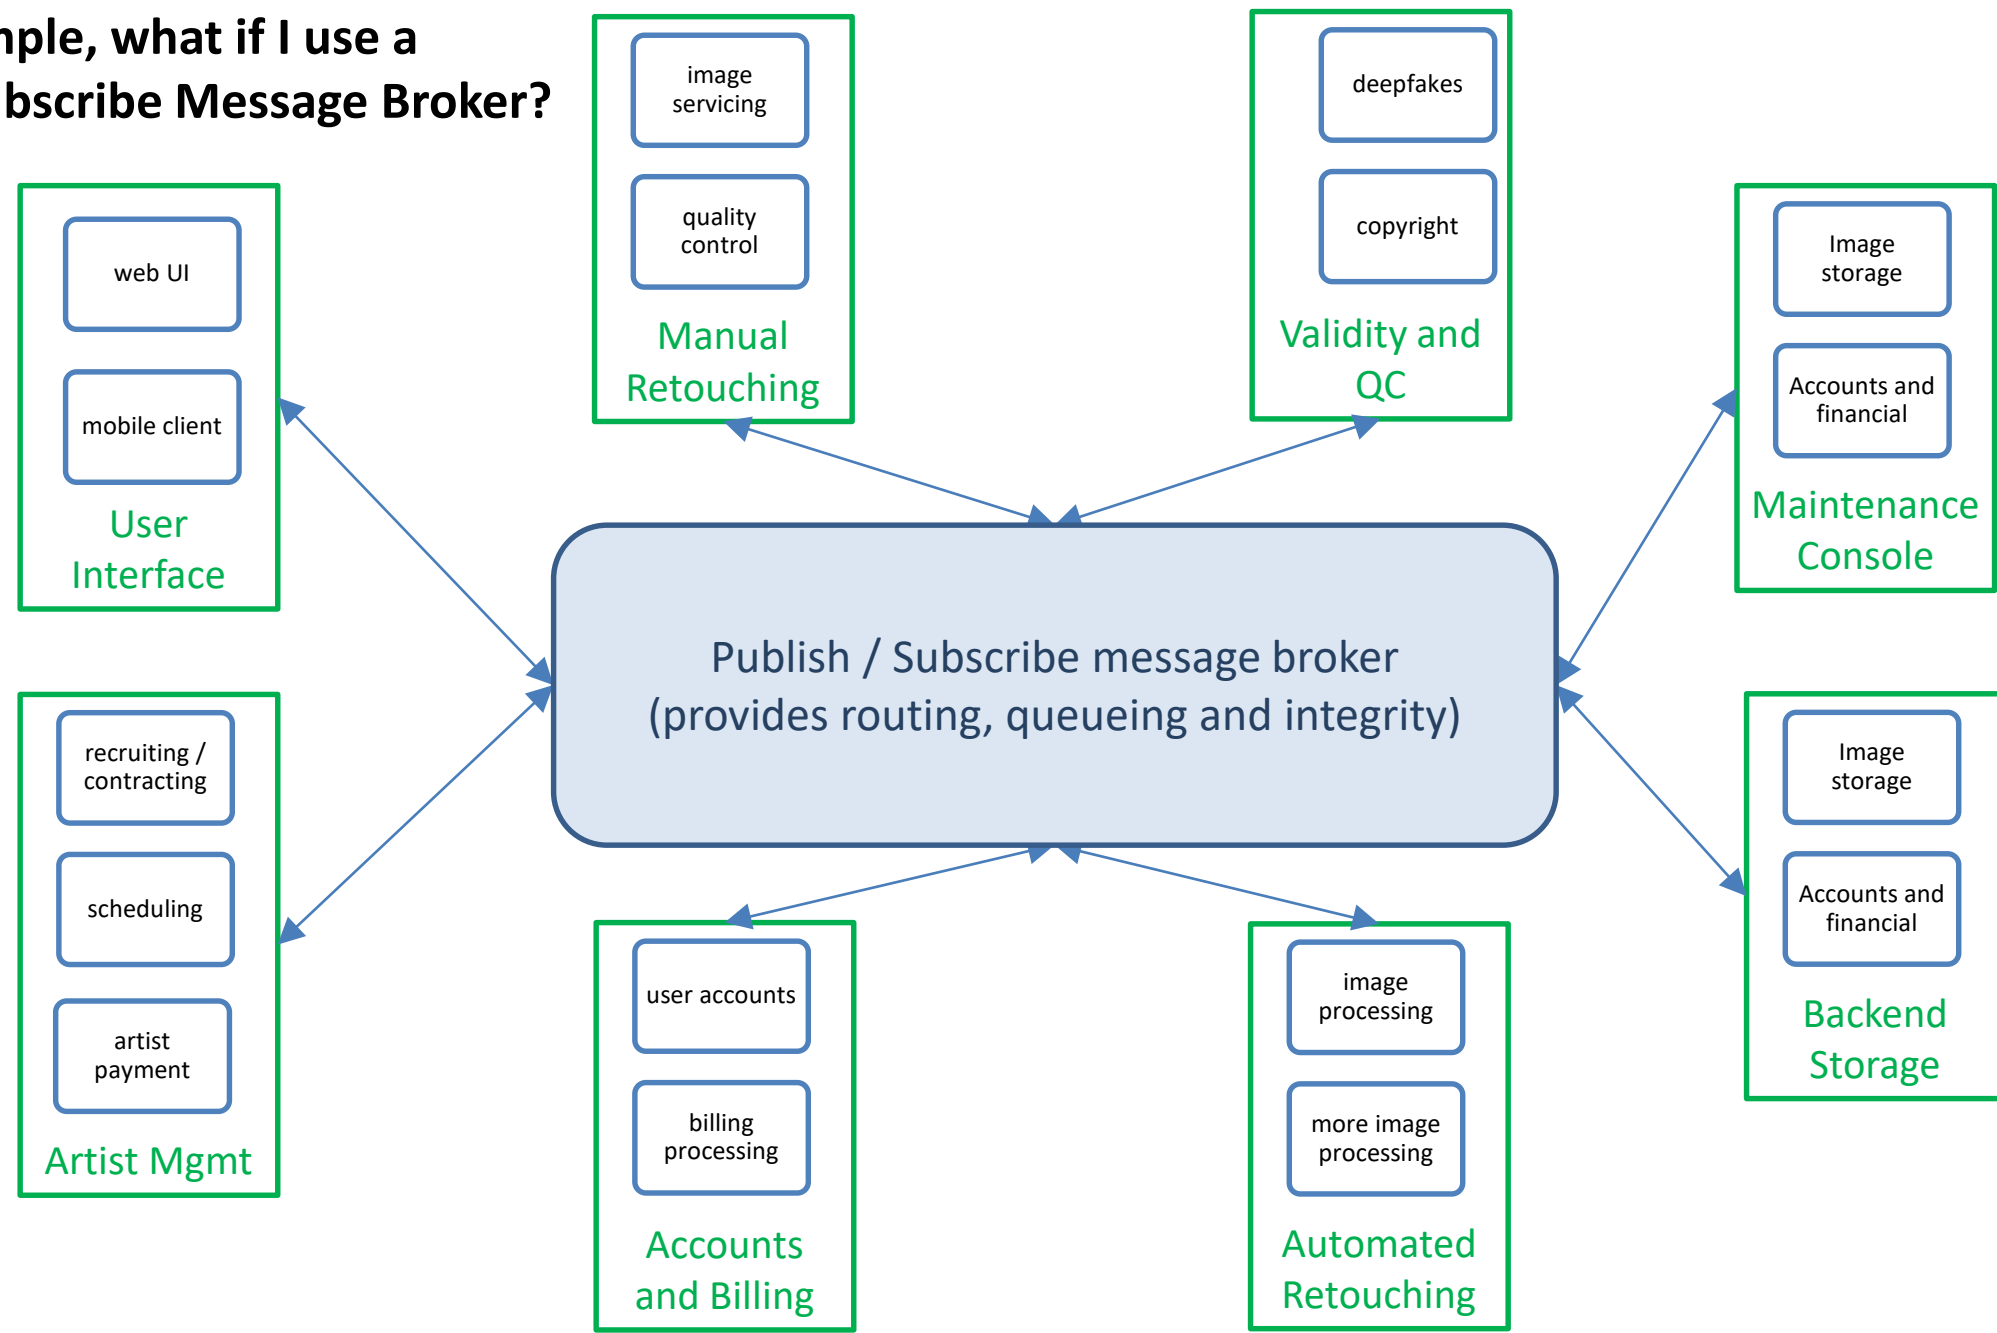 what if I use a
Message Broker?
image
servicing
quality
control
Manual
Retouching
deepfakes
copyright
Validity and
QC
web UI
mobile client
User
Interface
Image
storage
Accounts and
financial
Maintenance
Console
Publish / Subscribe message broker
(provides routing, queueing and integrity)
recruiting /
contracting
scheduling
artist
payment
Artist Mgmt
Image
storage
Accounts and
financial
Backend
Storage
user accounts
billing
processing
Accounts
and Billing
image
processing
more image
processing
Automated
Retouching